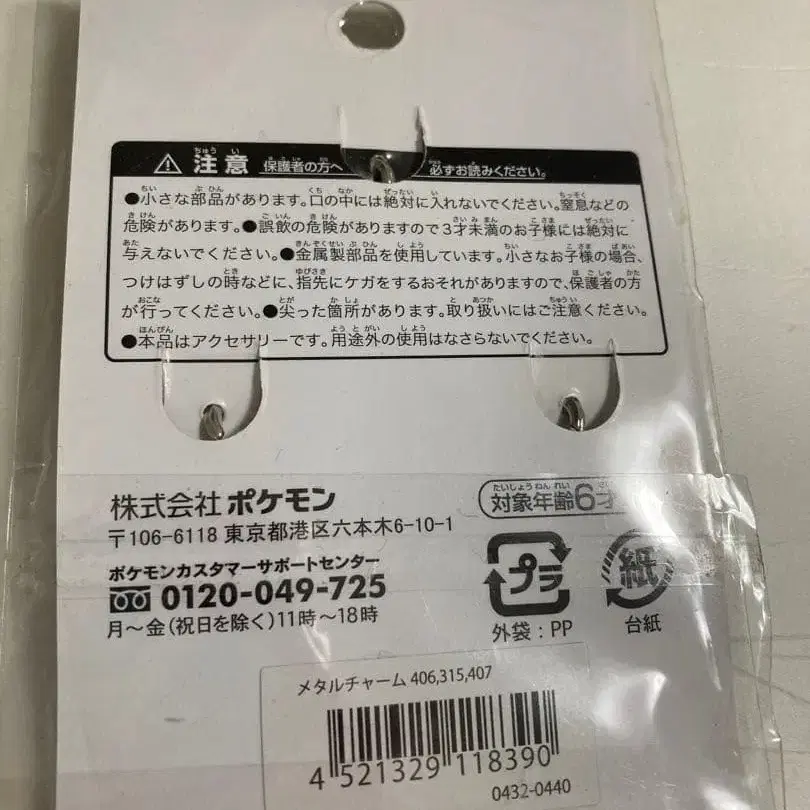 注意 保護者の方へ 必ずお読みください。
●小さな部品があります。口の中には絶対に入れないでください。窒息などの
危険があります。●誤飲の危険がありますので3才未満のお子様には絶対に
与えないでください。●金属製部品を使用しています。小さなお子様の場合、
つけはずしの時などに、指先にケガをするおそれがありますので、保護者の方
が行ってください。●尖った箇所があります。取り扱いにはご注意ください。
●本品はアクセサリーです。用途外の使用はなさらないでください。
株式会社 ポケモン
〒106-6118 東京都港区六本木6-10-1
ポケモンカスタマーサポートセンター
0120-049-725
月～金(祝日を除く)11時～18時
対象年齢6才
プラ
外袋:PP
紙
台紙
メタルチャーム 406,315,407
4 521329 118390
0432-0440